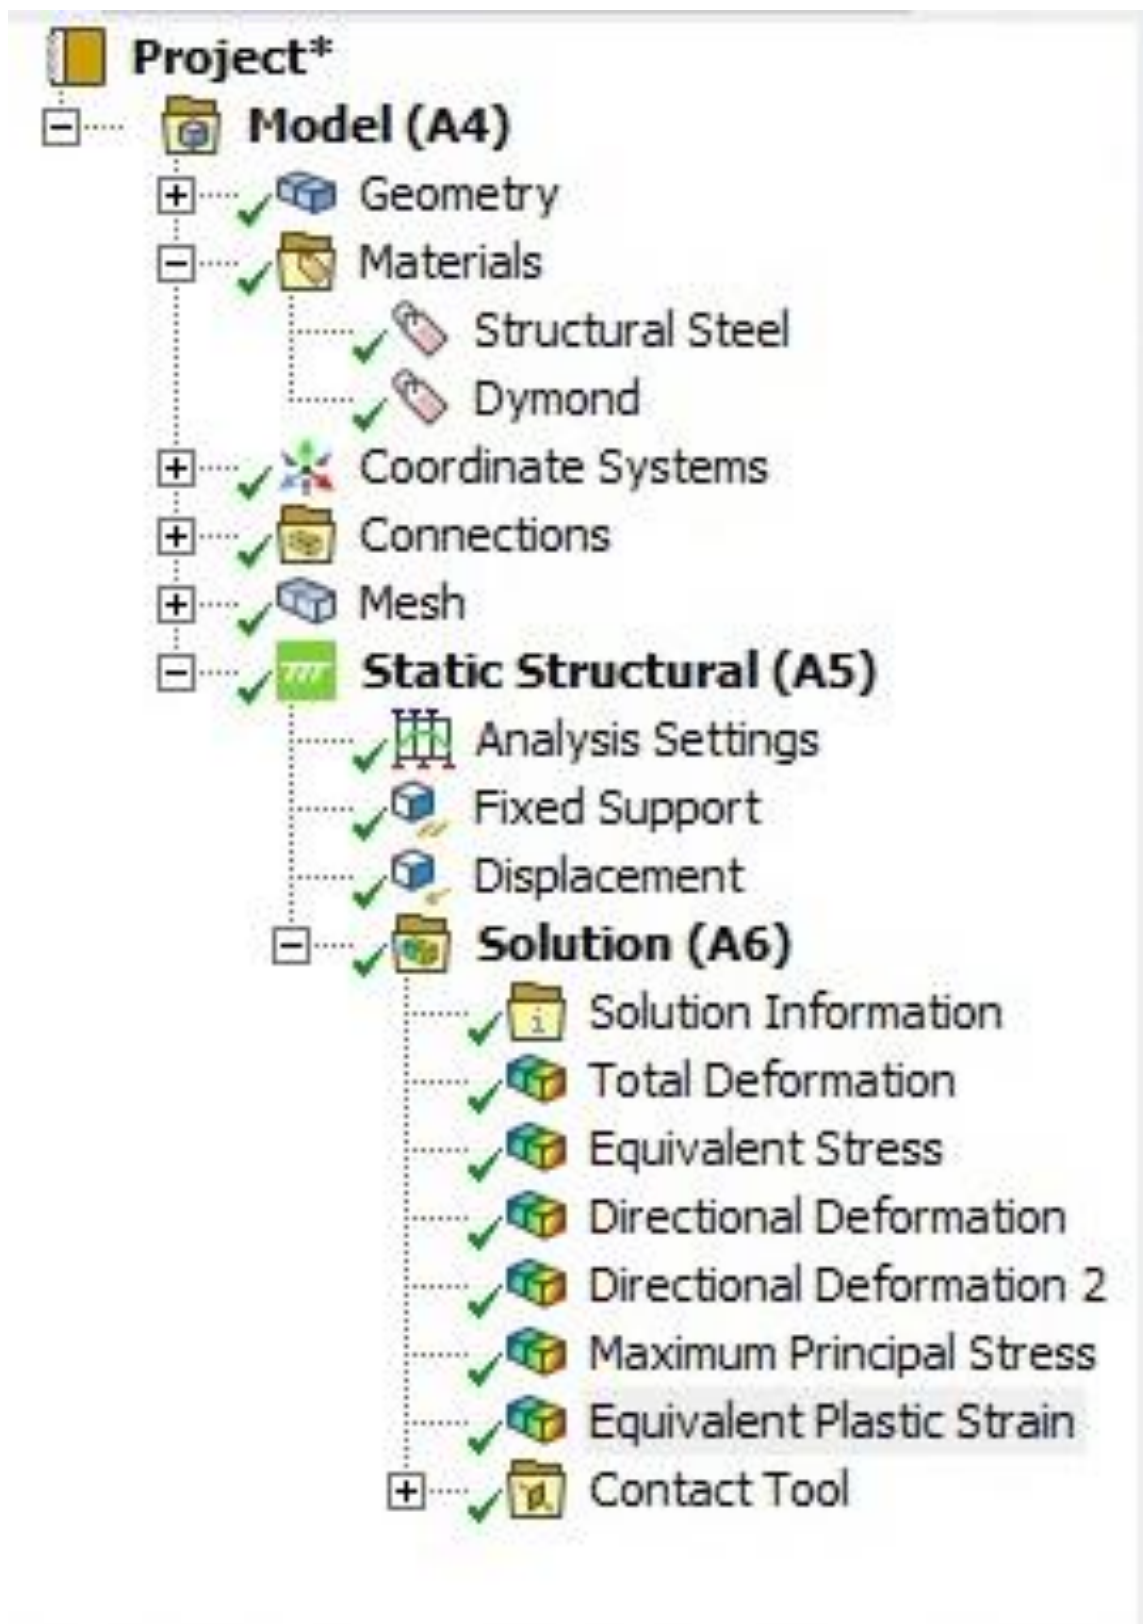 Project*
Model (A4)
Geometry
Materials
Structural Steel
Dymond
Coordinate Systems
Connections
Mesh
Static Structural (A5)
Analysis Settings
Fixed Support
Displacement
Solution (A6)
Solution Information
Total Deformation
Equivalent Stress
Directional Deformation
Directional Deformation 2
Maximum Principal Stress
Equivalent Plastic Strain
Contact Tool